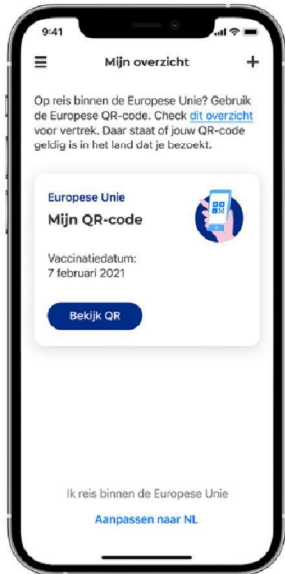 9:41
Mijn overzicht
Op reis binnen de Europese Unie? Gebruik
de Europese QR-code. Check dit overzicht
voor vertrek. Daar staat of jouw QR-code
geldig is in het land dat je bezoekt.
Europese Unie
Mijn QR-code
Vaccinatiedatum:
7 februari 2021
Bekijk QR
Ik reis binnen de Europese Unie
Aanpassen naar NL